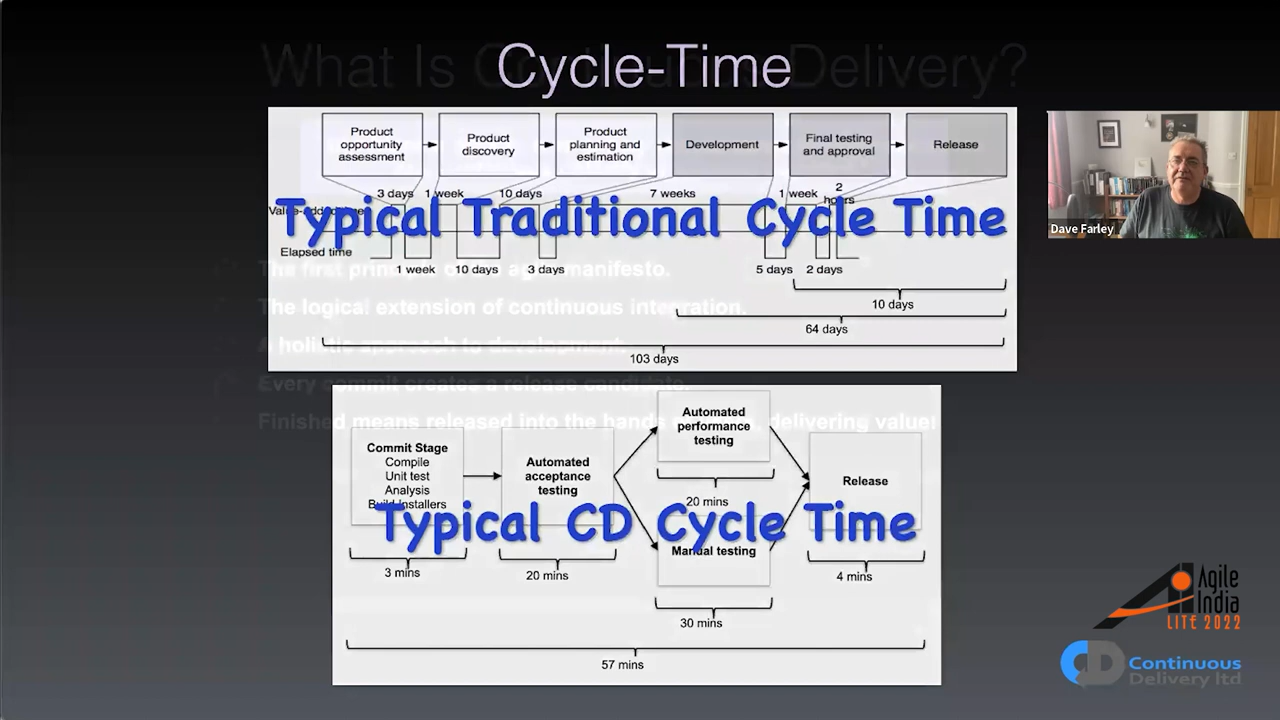 What Is Continuous Delivery?
Cycle-Time
Product opportunity assessment
Product discovery
Product planning and estimation
Development
Final testing and approval
Release
3 days
1 week
10 days
7 weeks
1 week
2 hours
Typical Traditional Cycle Time
Elapsed time
1 week
10 days
3 days
5 days
2 days
10 days
64 days
103 days
The first
manifesto.
The logical extension of continuous integration.
A holistic approach to development.
Every commit creates a release candidate.
Finished means released into the hands
delivering value!
Commit Stage
Compile
Unit test
Analysis
Build Installers
Automated acceptance testing
Automated performance testing
Manual testing
Release
Typical CD Cycle Time
3 mins
20 mins
20 mins
30 mins
4 mins
57 mins
Dave Farley
Agile
India
LITE 2022
CD Continuous
Delivery ltd